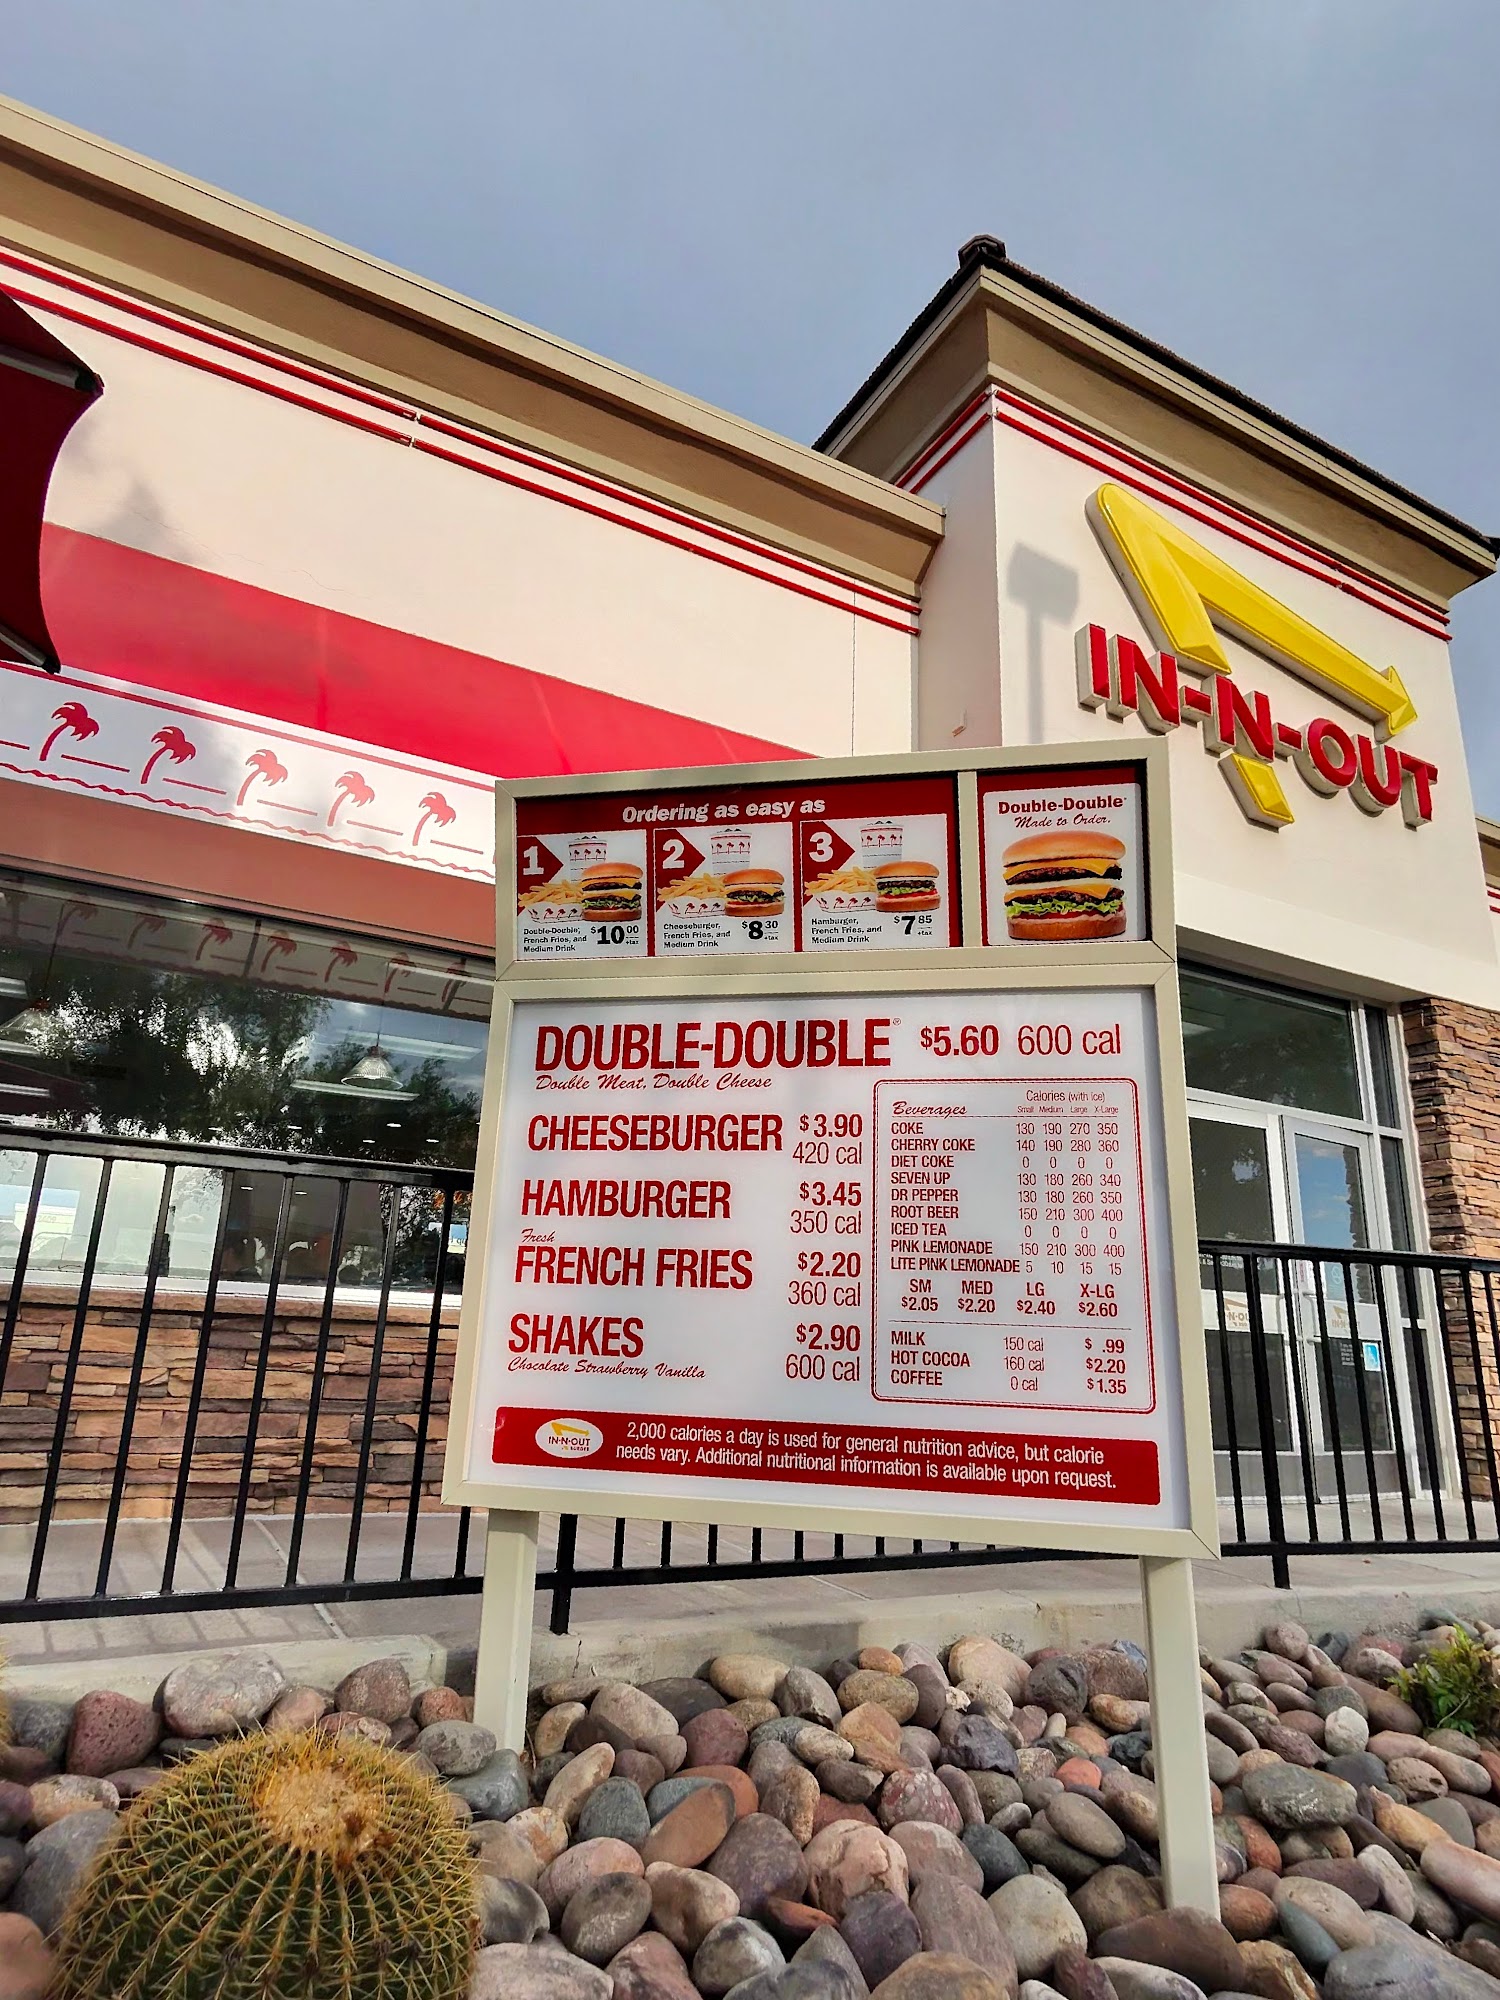 IN-N-OUT
Ordering as easy as
1
Double-Double,
French Fries, and
Medium Drink
$10 00
+tax
2
Cheeseburger,
French Fries, and
Medium Drink
$8 30
+tax
3
Hamburger,
French Fries, and
Medium Drink
$7 85
+tax
Double-Double®
Made to Order.
DOUBLE-DOUBLE® $5.60 600 cal
Double Meat, Double Cheese
CHEESEBURGER $3.90
420 cal
HAMBURGER $3.45
350 cal
Fresh
FRENCH FRIES $2.20
360 cal
SHAKES $2.90
Chocolate Strawberry Vanilla 600 cal
Beverages Calories (with ice)
Small Medium Large X-Large
COKE 130 190 270 350
CHERRY COKE 140 190 280 360
DIET COKE 0 0 0 0
SEVEN UP 130 180 260 340
DR PEPPER 130 180 260 350
ROOT BEER 150 210 300 400
ICED TEA 0 0 0 0
PINK LEMONADE 150 210 300 400
LITE PINK LEMONADE 5 10 15 15
SM MED LG X-LG
$2.05 $2.20 $2.40 $2.60
MILK 150 cal $ .99
HOT COCOA 160 cal $2.20
COFFEE 0 cal $1.35
IN-N-OUT
BURGER
2,000 calories a day is used for general nutrition advice, but calorie
needs vary. Additional nutritional information is available upon request.